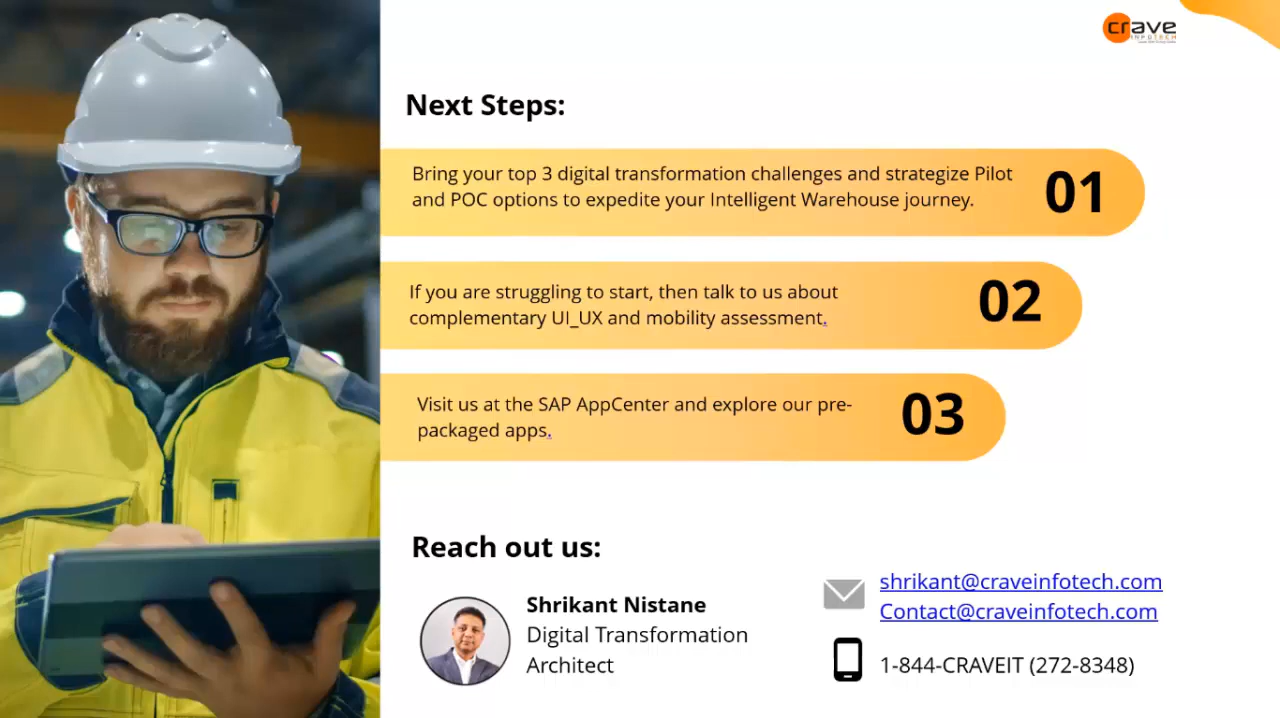 crave
INFOTECH
Next Steps:
Bring your top 3 digital transformation challenges and strategize Pilot
and POC options to expedite your Intelligent Warehouse journey.
01
If you are struggling to start, then talk to us about
complementary UI_UX and mobility assessment.
02
Visit us at the SAP AppCenter and explore our pre-
packaged apps.
03
Reach out us:
Shrikant Nistane
Digital Transformation
Architect
shrikant@craveinfotech.com
Contact@craveinfotech.com
1-844-CRAVEIT (272-8348)